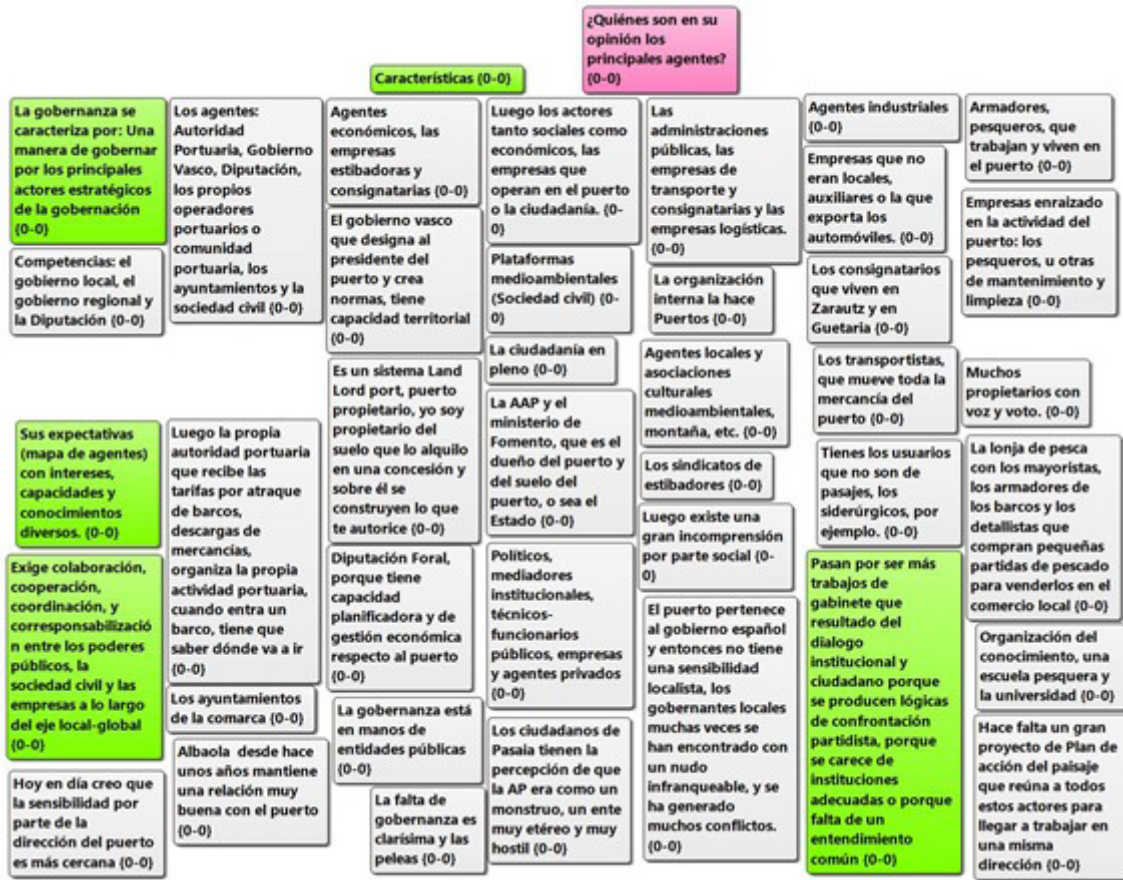 ¿Quiénes son en su
opinión los
principales agentes?
{0-0}
Características {0-0}
La gobernanza se
caracteriza por: Una
manera de gobernar
por los principales
actores estratégicos
de la gobernación
{0-0}
Competencias: el
gobierno local, el
gobierno regional y
la Diputación {0-0}
Sus expectativas
(mapa de agentes)
con intereses,
capacidades y
conocimientos
diversos. {0-0}
Exige colaboración,
cooperación,
coordinación, y
corresponsabilizació
n entre los poderes
públicos, la
sociedad civil y las
empresas a lo largo
del eje local-global
{0-0}
Hoy en día creo que
la sensibilidad por
parte de la
dirección del puerto
es más cercana {0-0}
Los agentes:
Autoridad
Portuaria, Gobierno
Vasco, Diputación,
los propios
operadores
portuarios o
comunidad
portuaria, los
ayuntamientos y la
sociedad civil {0-0}
Luego la propia
autoridad portuaria
que recibe las
tarifas por atraque
de barcos,
descargas de
mercancías,
organiza la propia
actividad portuaria,
cuando entra un
barco, tiene que
saber dónde va a ir
{0-0}
Los ayuntamientos
de la comarca {0-0}
Albaola desde hace
unos años mantiene
una relación muy
buena con el puerto
{0-0}
Agentes
económicos, las
empresas
estibadoras y
consignatarias {0-0}
El gobierno vasco
que designa al
presidente del
puerto y crea
normas, tiene
capacidad territorial
{0-0}
Es un sistema Land
Lord port, puerto
propietario, yo soy
propietario del
suelo que lo alquilo
en una concesión y
sobre él se
construyen lo que
te autorice {0-0}
Diputación Foral,
porque tiene
capacidad
planificadora y de
gestión económica
respecto al puerto
{0-0}
La gobernanza está
en manos de
entidades públicas
{0-0}
La falta de
gobernanza es
clarísima y las
peleas {0-0}
Luego los actores
tanto sociales como
económicos, las
empresas que
operan en el puerto
o la ciudadanía. {0-
0}
Plataformas
medioambientales
(Sociedad civil) {0-
0}
La ciudadanía en
pleno {0-0}
La AAP y el
ministerio de
Fomento, que es el
dueño del puerto y
del suelo del
puerto, o sea el
Estado {0-0}
Políticos,
mediadores
institucionales,
técnicos-
funcionarios
públicos, empresas
y agentes privados
{0-0}
Los ciudadanos de
Pasaia tienen la
percepción de que
la AP era como un
monstruo, un ente
muy etéreo y muy
hostil {0-0}
Las
administraciones
públicas, las
empresas de
transporte y
consignatarias y las
empresas logísticas.
{0-0}
La organización
interna la hace
Puertos {0-0}
Agentes locales y
asociaciones
culturales
medioambientales,
montaña, etc. {0-0}
Los sindicatos de
estibadores {0-0}
Luego existe una
gran incomprensión
por parte social {0-
0}
El puerto pertenece
al gobierno español
y entonces no tiene
una sensibilidad
localista, los
gobernantes locales
muchas veces se
han encontrado con
un nudo
infranqueable, y se
ha generado
muchos conflictos.
{0-0}
Agentes industriales
{0-0}
Empresas que no
eran locales,
auxiliares o la que
exporta los
automóviles. {0-0}
Los consignatarios
que viven en
Zarautz y en
Guetaria {0-0}
Los transportistas,
que mueve toda la
mercancía del
puerto {0-0}
Tienes los usuarios
que no son de
pasajes, los
siderúrgicos, por
ejemplo. {0-0}
Pasan por ser más
trabajos de
gabinete que
resultado del
dialogo
institucional y
ciudadano porque
se producen lógicas
de confrontación
partidista, porque
se carece de
instituciones
adecuadas o porque
falta de un
entendimiento
común {0-0}
Armadores,
pesqueros, que
trabajan y viven en
el puerto {0-0}
Empresas enraizado
en la actividad del
puerto: los
pesqueros, u otras
de mantenimiento y
limpieza {0-0}
Muchos
propietarios con
voz y voto. {0-0}
La lonja de pesca
con los mayoristas,
los armadores de
los barcos y los
detallistas que
compran pequeñas
partidas de pescado
para venderlos en el
comercio local {0-0}
Organización del
conocimiento, una
escuela pesquera y
la universidad {0-0}
Hace falta un gran
proyecto de Plan de
acción del paisaje
que reúna a todos
estos actores para
llegar a trabajar en
una misma
dirección {0-0}